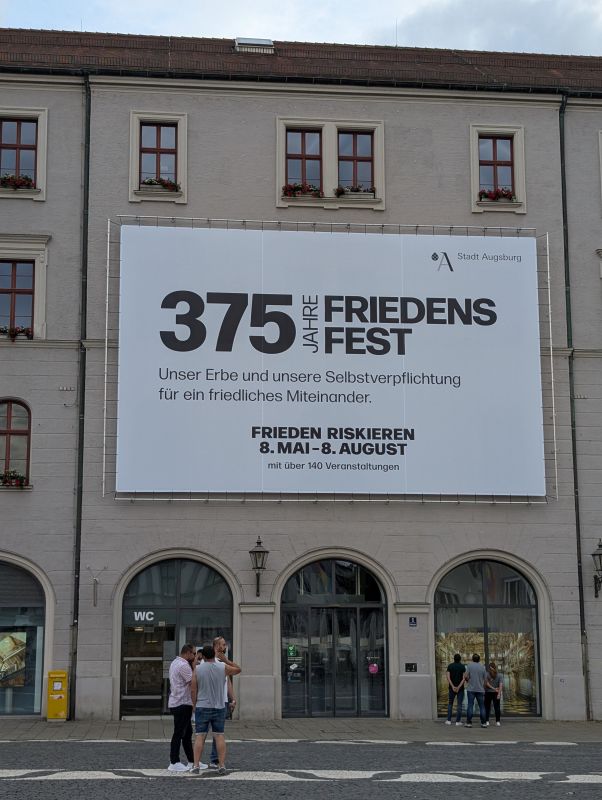 Stadt Augsburg
375 JAHRE FRIEDENS
FEST
Unser Erbe und unsere Selbstverpflichtung
für ein friedliches Miteinander.
FRIEDEN RISKIEREN
8. MAI – 8. AUGUST
mit über 140 Veranstaltungen
WC